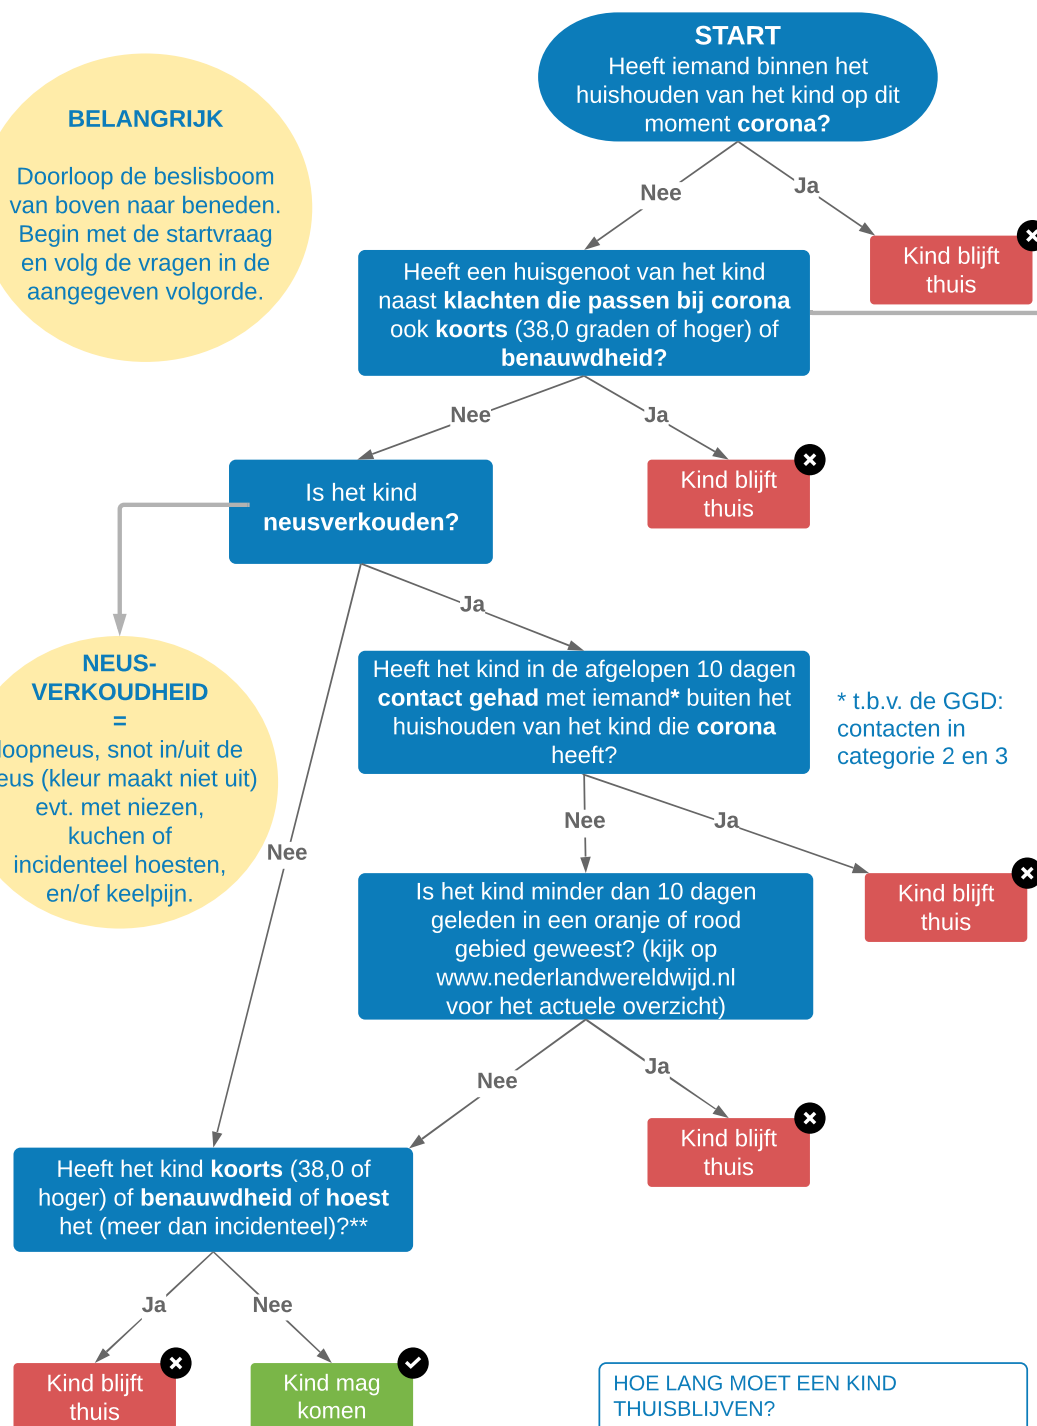 START
Heeft iemand binnen het
huishouden van het kind op dit
moment corona?
BELANGRIJK
Doorloop de beslisboom
van boven naar beneden.
Begin met de startvraag
en volg de vragen in de
aangegeven volgorde.
Nee
Ja
Kind blijft
thuis
Heeft een huisgenoot van het kind
naast klachten die passen bij corona
ook koorts (38,0 graden of hoger) of
benauwdheid?
Nee
Ja
Kind blijft
thuis
Is het kind
neusverkouden?
Ja
NEUS-
VERKOUDHEID
=
loopneus, snot in/uit de
(kleur maakt niet uit)
evt. met niezen,
kuchen of
incidenteel hoesten,
en/of keelpijn.
Heeft het kind in de afgelopen 10 dagen
contact gehad met iemand* buiten het
huishouden van het kind die corona
heeft?
* t.b.v. de GGD:
contacten in
categorie 2 en 3
Nee
Ja
Nee
Kind blijft
thuis
Is het kind minder dan 10 dagen
geleden in een oranje of rood
gebied geweest? (kijk op
www.nederlandwereldwijd.nl
voor het actuele overzicht)
Nee
Ja
Kind blijft
thuis
Heeft het kind koorts (38,0 of
hoger) of benauwdheid of hoest
het (meer dan incidenteel)?**
Ja
Nee
Kind blijft
thuis
Kind mag
komen
HOE LANG MOET EEN KIND
THUISBLIJVEN?